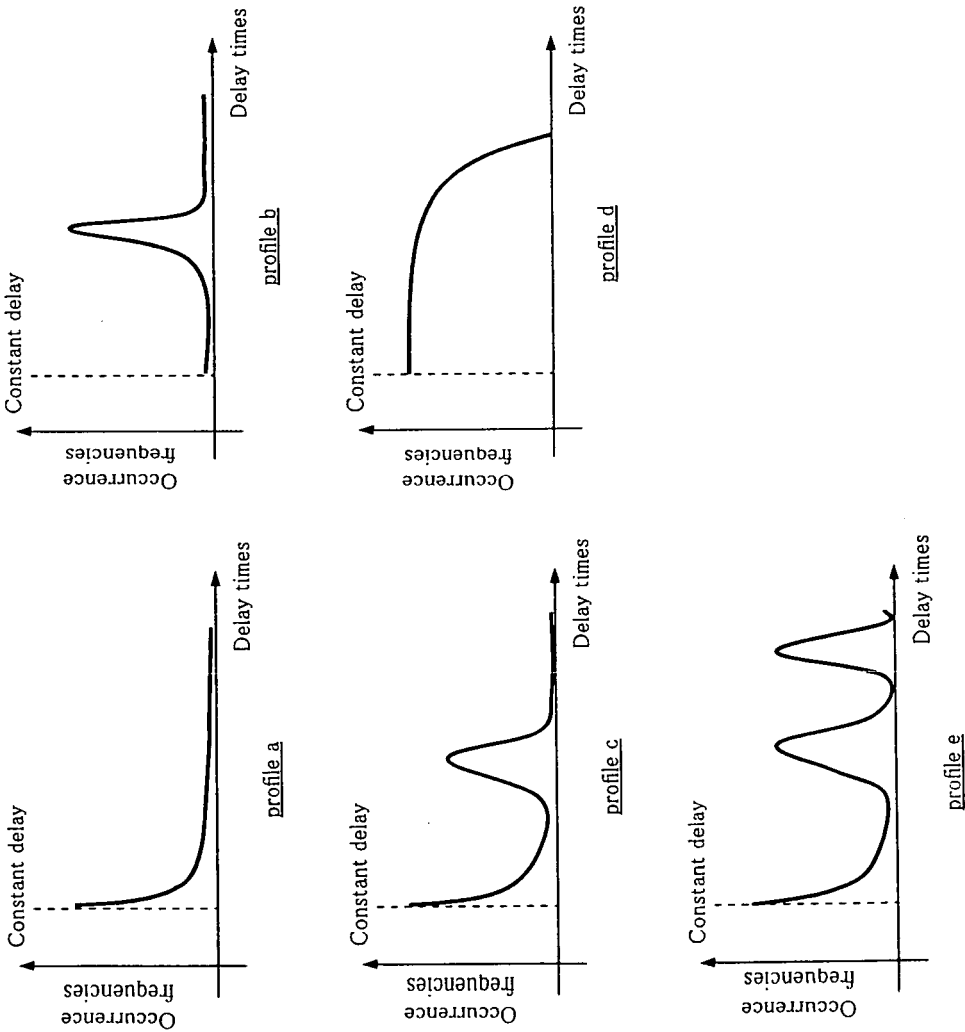 Constant delay
Occurrence
frequencies
Delay times
profile a
Constant delay
Occurrence
frequencies
Delay times
profile b
Constant delay
Occurrence
frequencies
Delay times
profile c
Constant delay
Occurrence
frequencies
Delay times
profile d
Constant delay
Occurrence
frequencies
Delay times
profile e